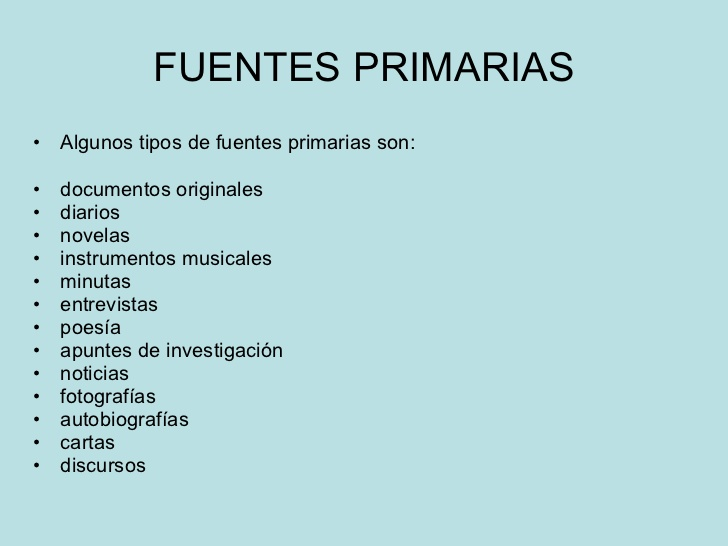 FUENTES PRIMARIAS
• Algunos tipos de fuentes primarias son:
• documentos originales
• diarios
• novelas
• instrumentos musicales
• minutas
• entrevistas
• poesía
• apuntes de investigación
• noticias
• fotografías
• autobiografías
• cartas
• discursos